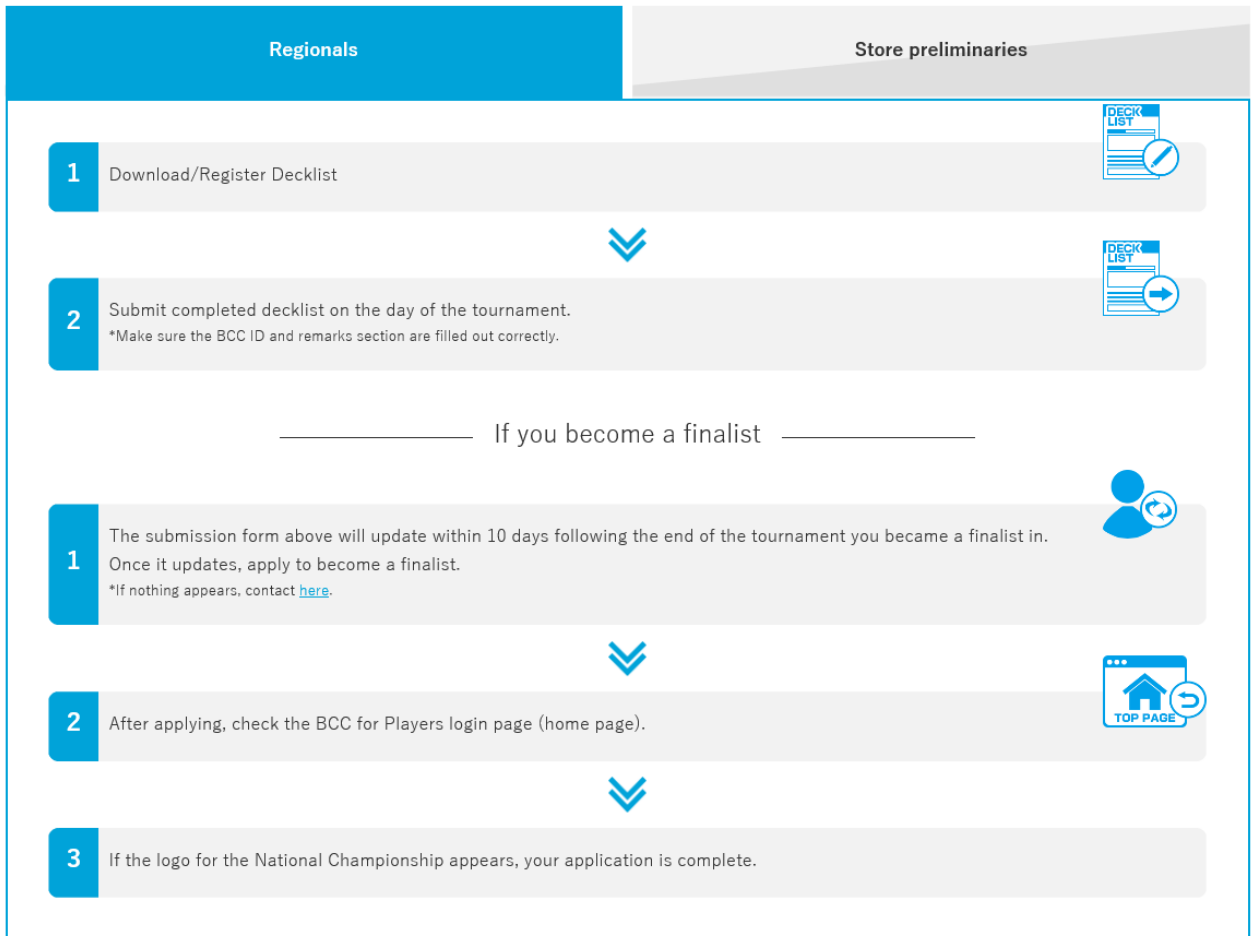 Regionals
Store preliminaries
DECK
LIST
1
Download/Register Decklist
DECK
LIST
2
Submit completed decklist on the day of the tournament.
*Make sure the BCC ID and remarks section are filled out correctly.
If you become a finalist
1
The submission form above will update within 10 days following the end of the tournament you became a finalist in.
Once it updates, apply to become a finalist.
*If nothing appears, contact here.
2
After applying, check the BCC for Players login page (home page).
TOP PAGE
3
If the logo for the National Championship appears, your application is complete.